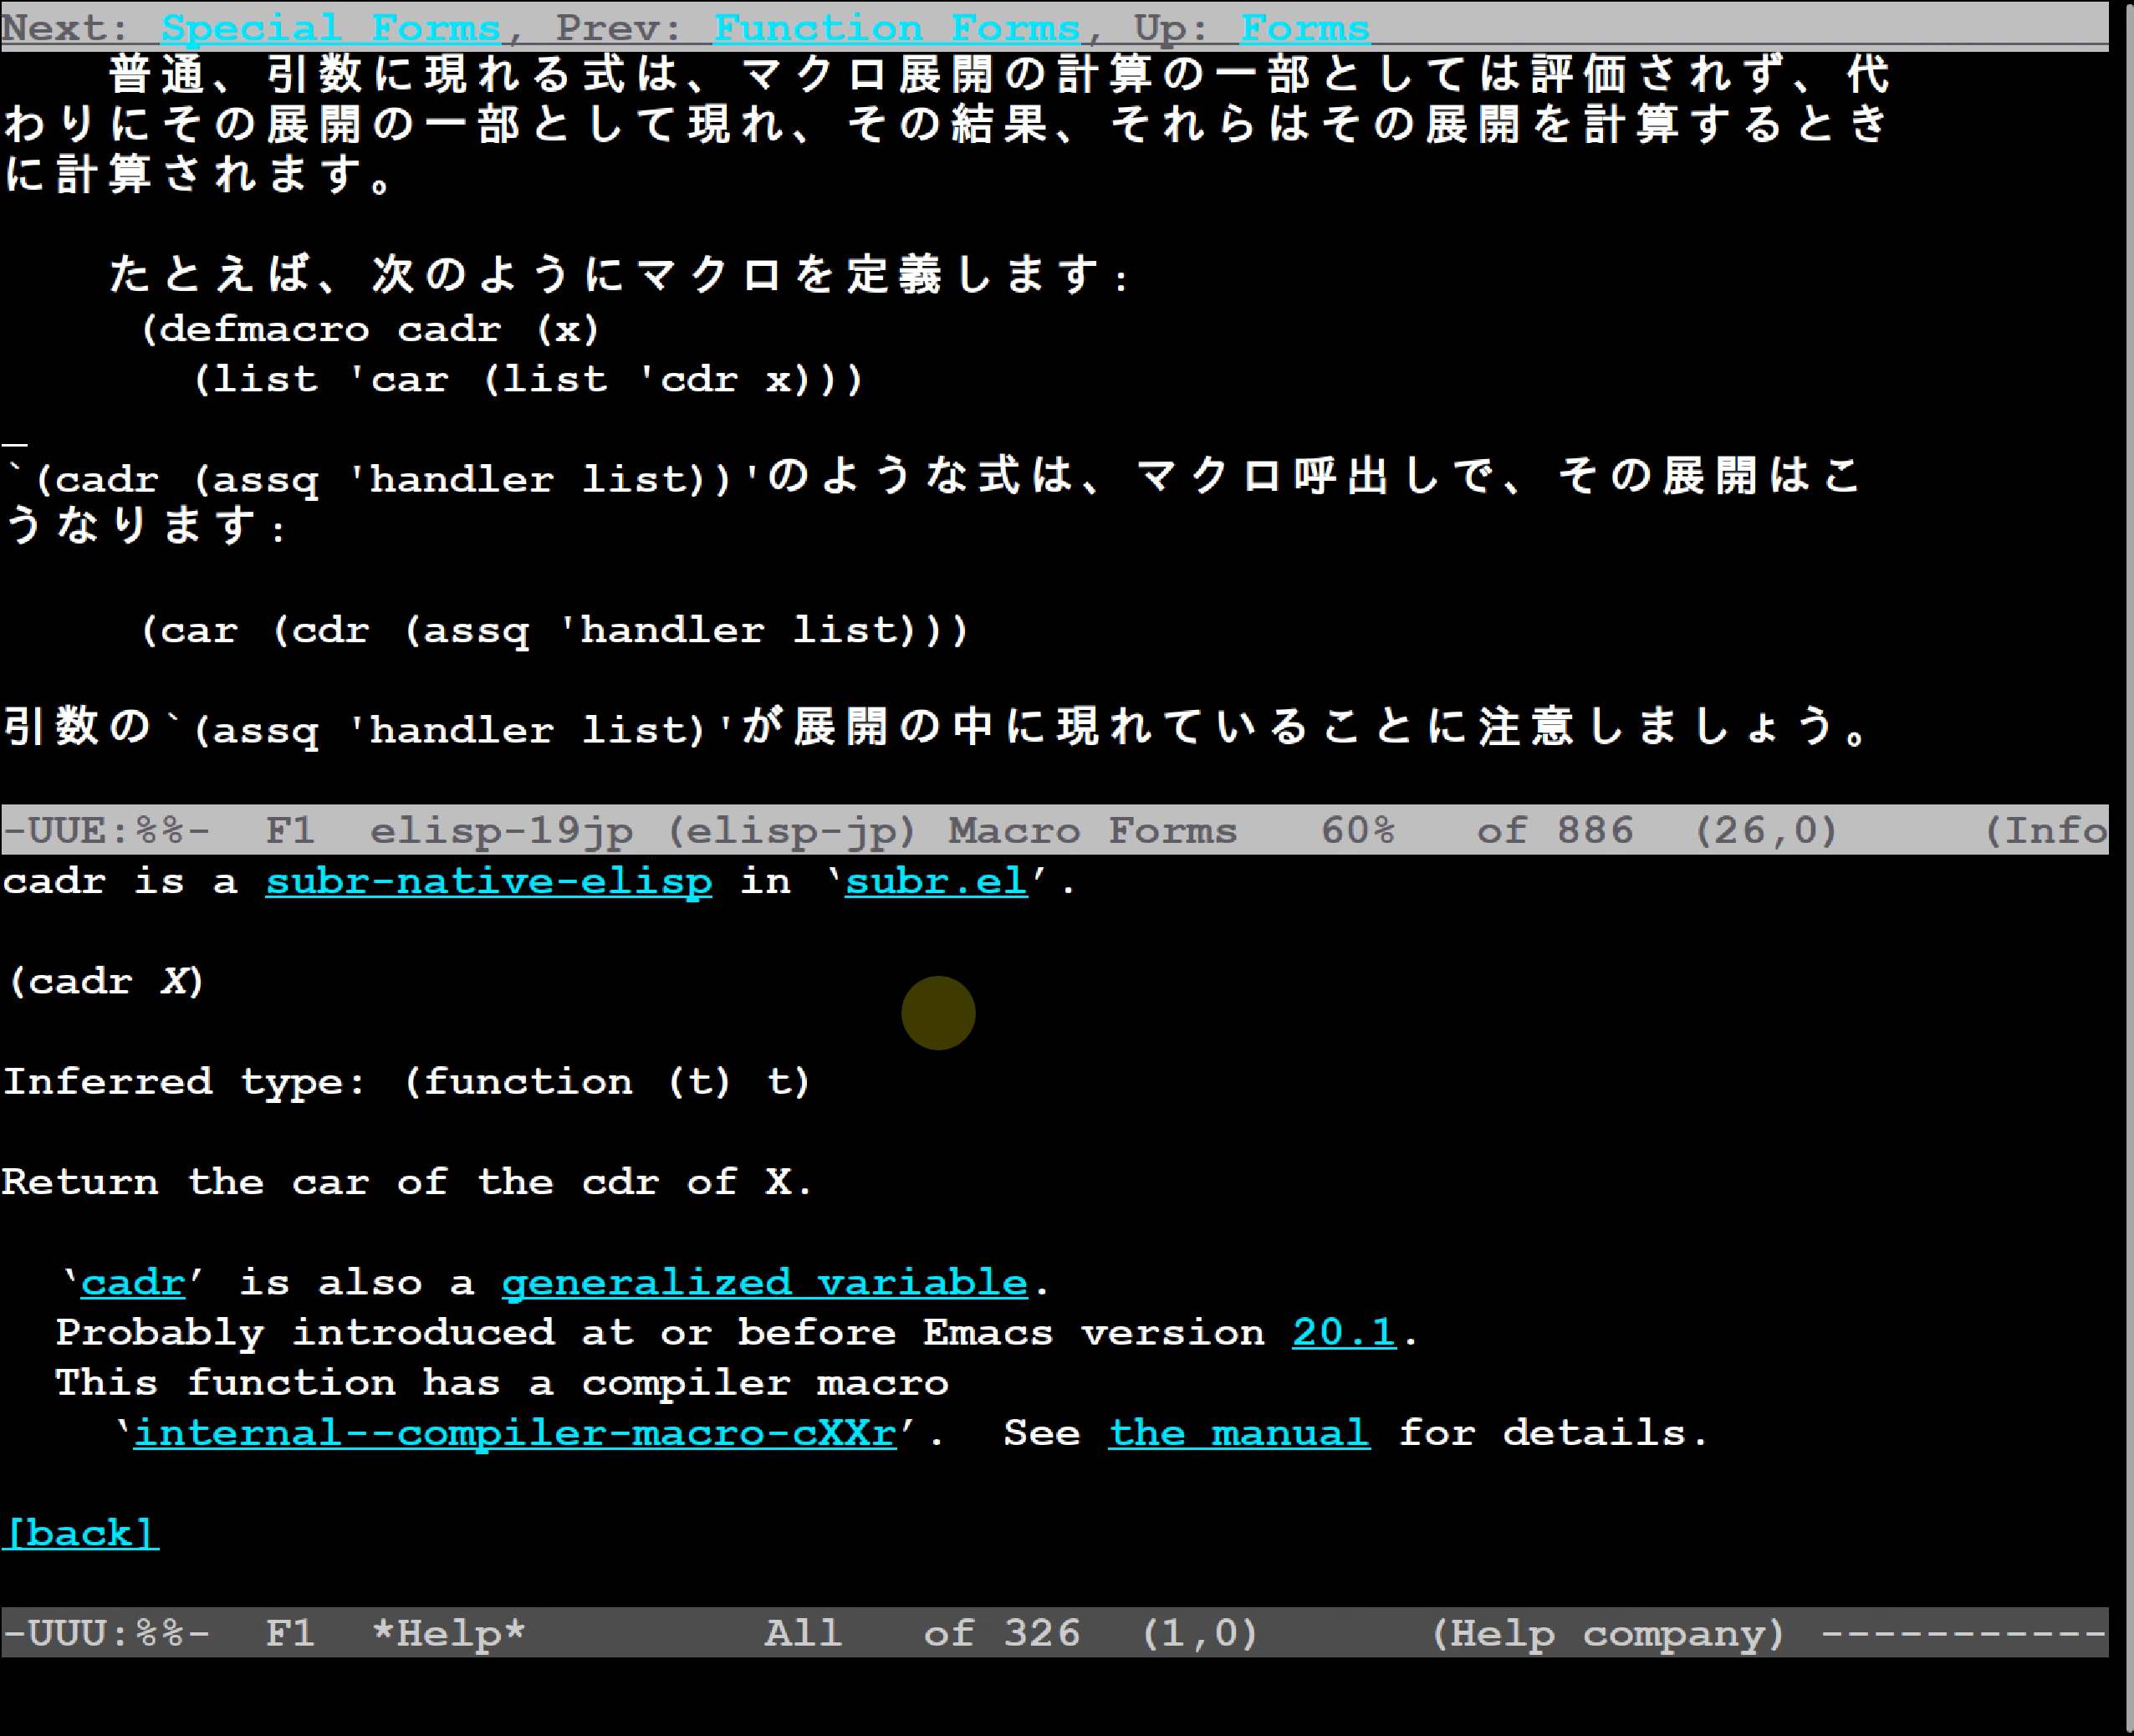 Next: Special Forms, Prev: Function Forms, Up: Forms
普通、引数に現れる式は、マクロ展開の計算の一部としては評価されず、代
わりにその展開の一部として現れ、その結果、それらはその展開を計算するとき
に計算されます。
たとえば、次のようにマクロを定義します:
(defmacro cadr (x)
(list 'car (list 'cdr x)))
`(cadr (assq 'handler list))'のような式は、マクロ呼出しで、その展開はこ
うなります:
(car (cdr (assq 'handler list)))
引数の`(assq 'handler list)'が展開の中に現れていることに注意しましょう。
-UUE:%%-  F1  elisp-19jp (elisp-jp) Macro Forms   60%   of 886  (26,0)     (Info
cadr is a subr-native-elisp in ‘subr.el’.
(cadr X)
Inferred type: (function (t) t)
Return the car of the cdr of X.
‘cadr’ is also a generalized variable.
Probably introduced at or before Emacs version 20.1.
This function has a compiler macro
‘internal--compiler-macro-cXXr’.  See the manual for details.
[back]
-UUU:%%-  F1  *Help*         All   of 326  (1,0)      (Help company) -----------